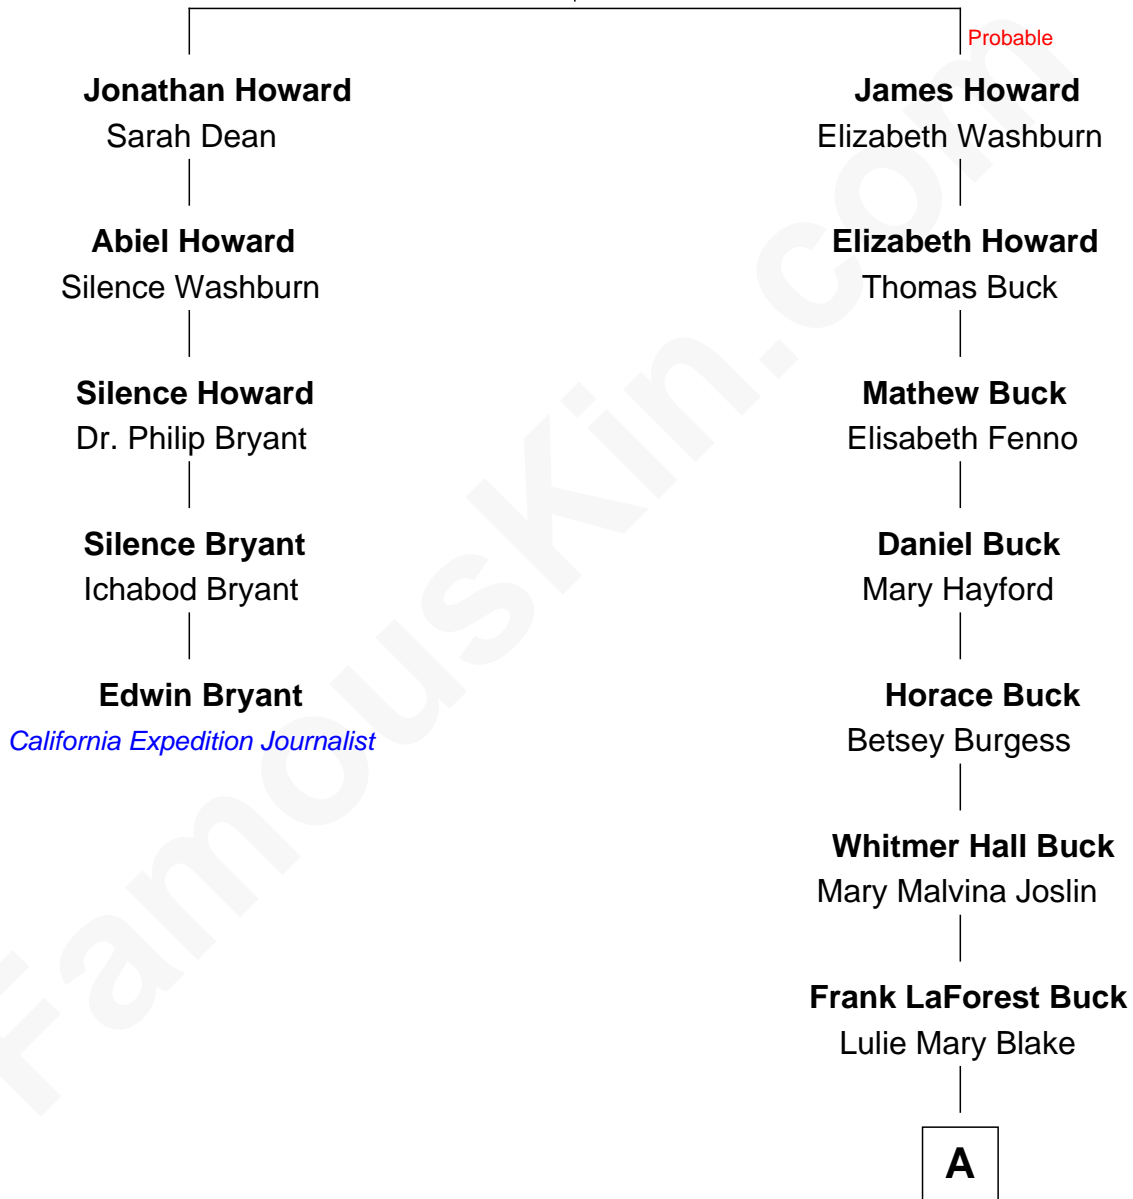 Probable
Jonathan Howard
Sarah Dean
James Howard
Elizabeth Washburn
Abiel Howard
Silence Washburn
Elizabeth Howard
Thomas Buck
Silence Howard
Dr. Philip Bryant
Mathew Buck
Elisabeth Fenno
Silence Bryant
Ichabod Bryant
Daniel Buck
Mary Hayford
Edwin Bryant
California Expedition Journalist
Horace Buck
Betsey Burgess
Whitmer Hall Buck
Mary Malvina Joslin
Frank LaForest Buck
Lulie Mary Blake
A
FamousKin.com